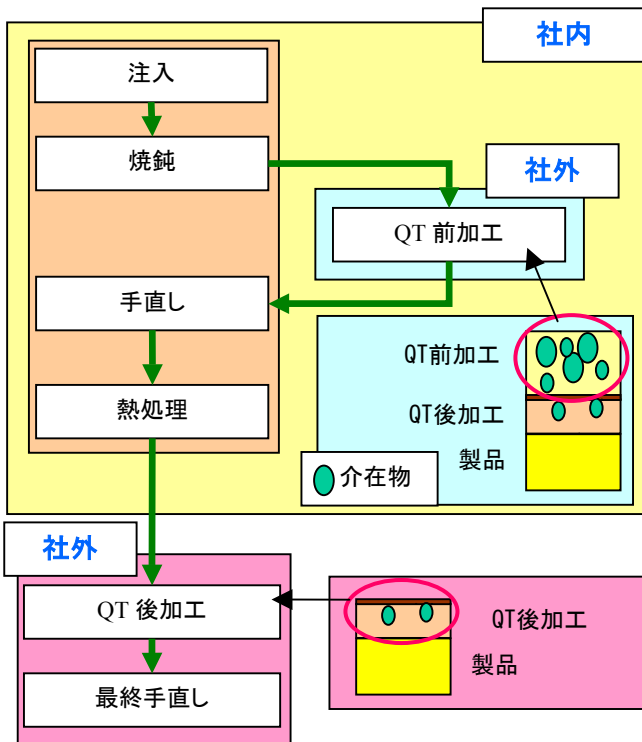 社内
注入
焼鈍
社外
QT 前加工
手直し
QT前加工
熱処理
QT後加工
製品
介在物
社外
QT 後加工
QT後加工
製品
最終手直し